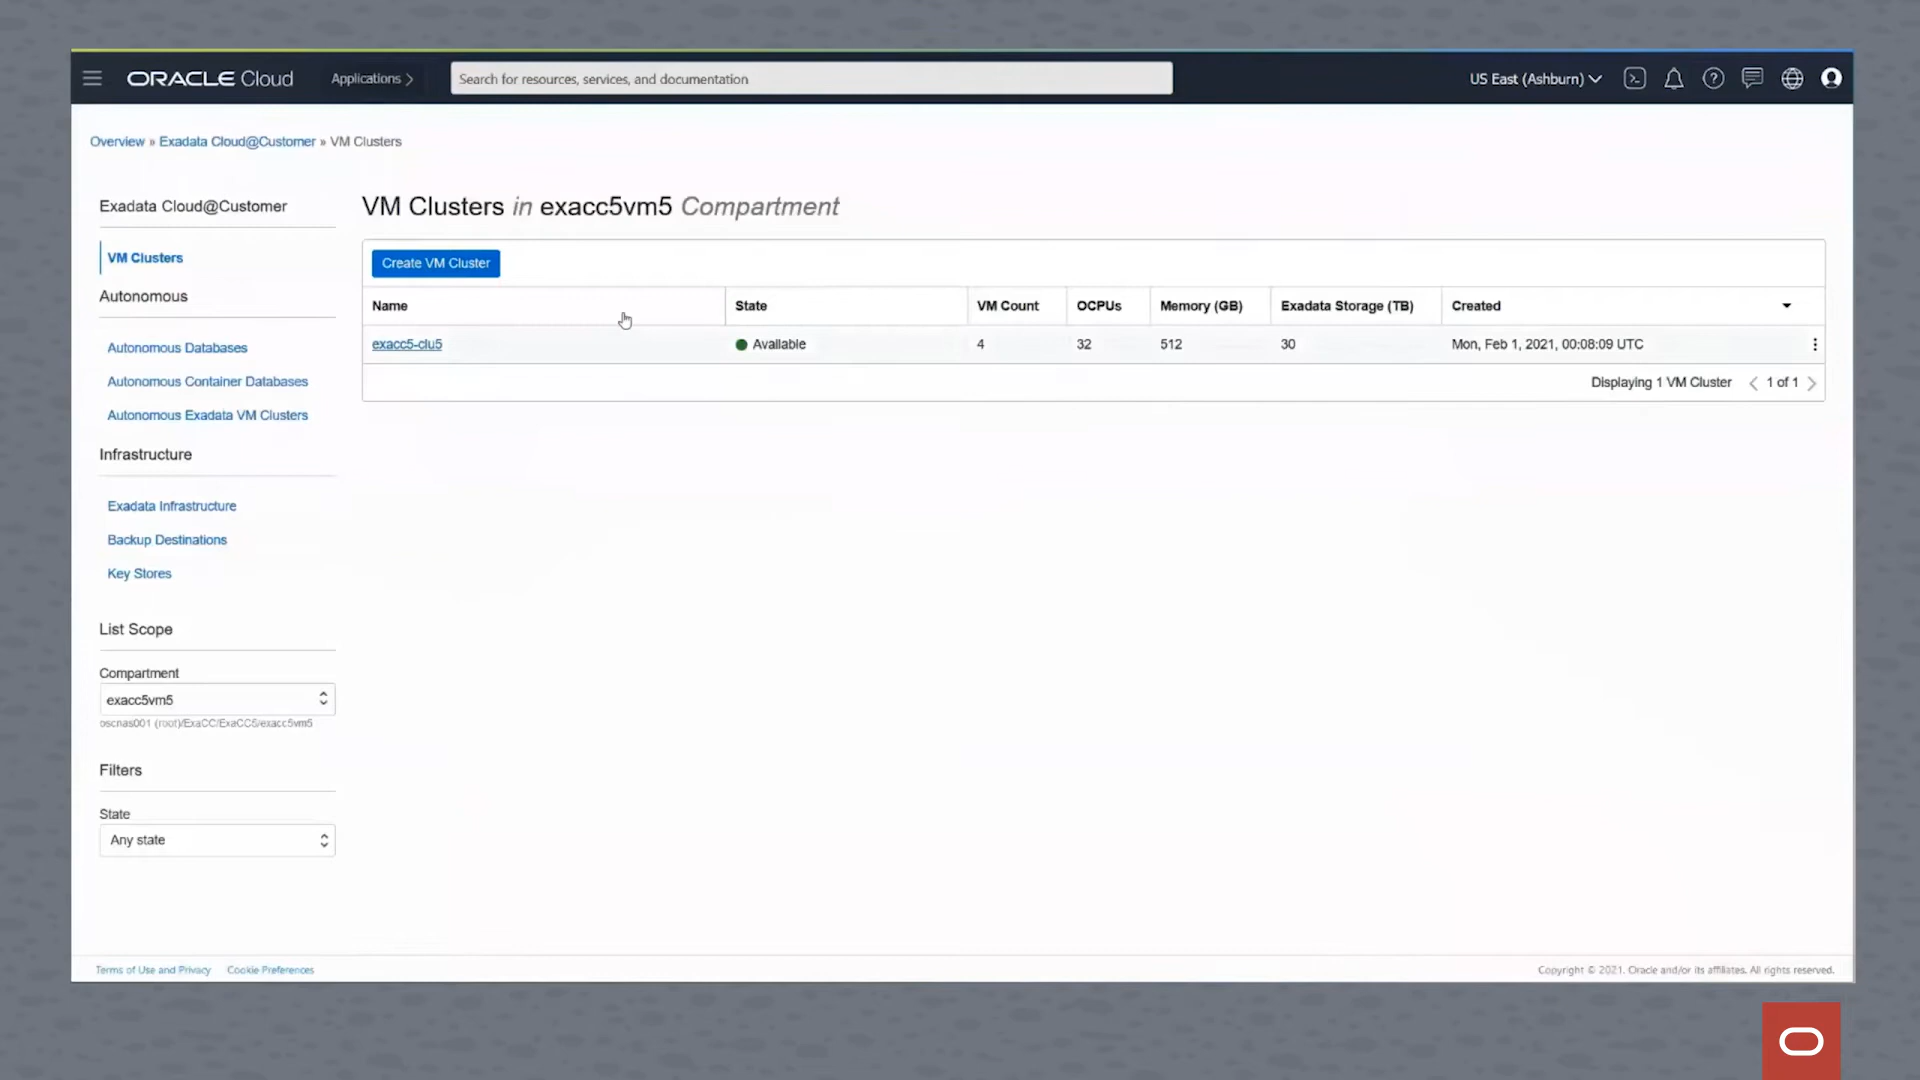 ORACLE Cloud
Applications
Search for resources, services, and documentation
US East (Ashburn)
Overview » Exadata Cloud@Customer » VM Clusters
Exadata Cloud@Customer
VM Clusters
Autonomous
Autonomous Databases
Autonomous Container Databases
Autonomous Exadata VM Clusters
Infrastructure
Exadata Infrastructure
Backup Destinations
Key Stores
List Scope
Compartment
exacc5vm5
oscnas001 (root)/ExaCC/ExaCC5/exacc5vm5
Filters
State
Any state
VM Clusters in exacc5vm5 Compartment
Create VM Cluster
Name State VM Count OCPUs Memory (GB) Exadata Storage (TB) Created
exacc5-clu5 Available 4 32 512 30 Mon, Feb 1, 2021, 00:08:09 UTC
Displaying 1 VM Cluster 1 of 1
Terms of Use and Privacy Cookie Preferences
Copyright © 2021, Oracle and/or its affiliates. All rights reserved.